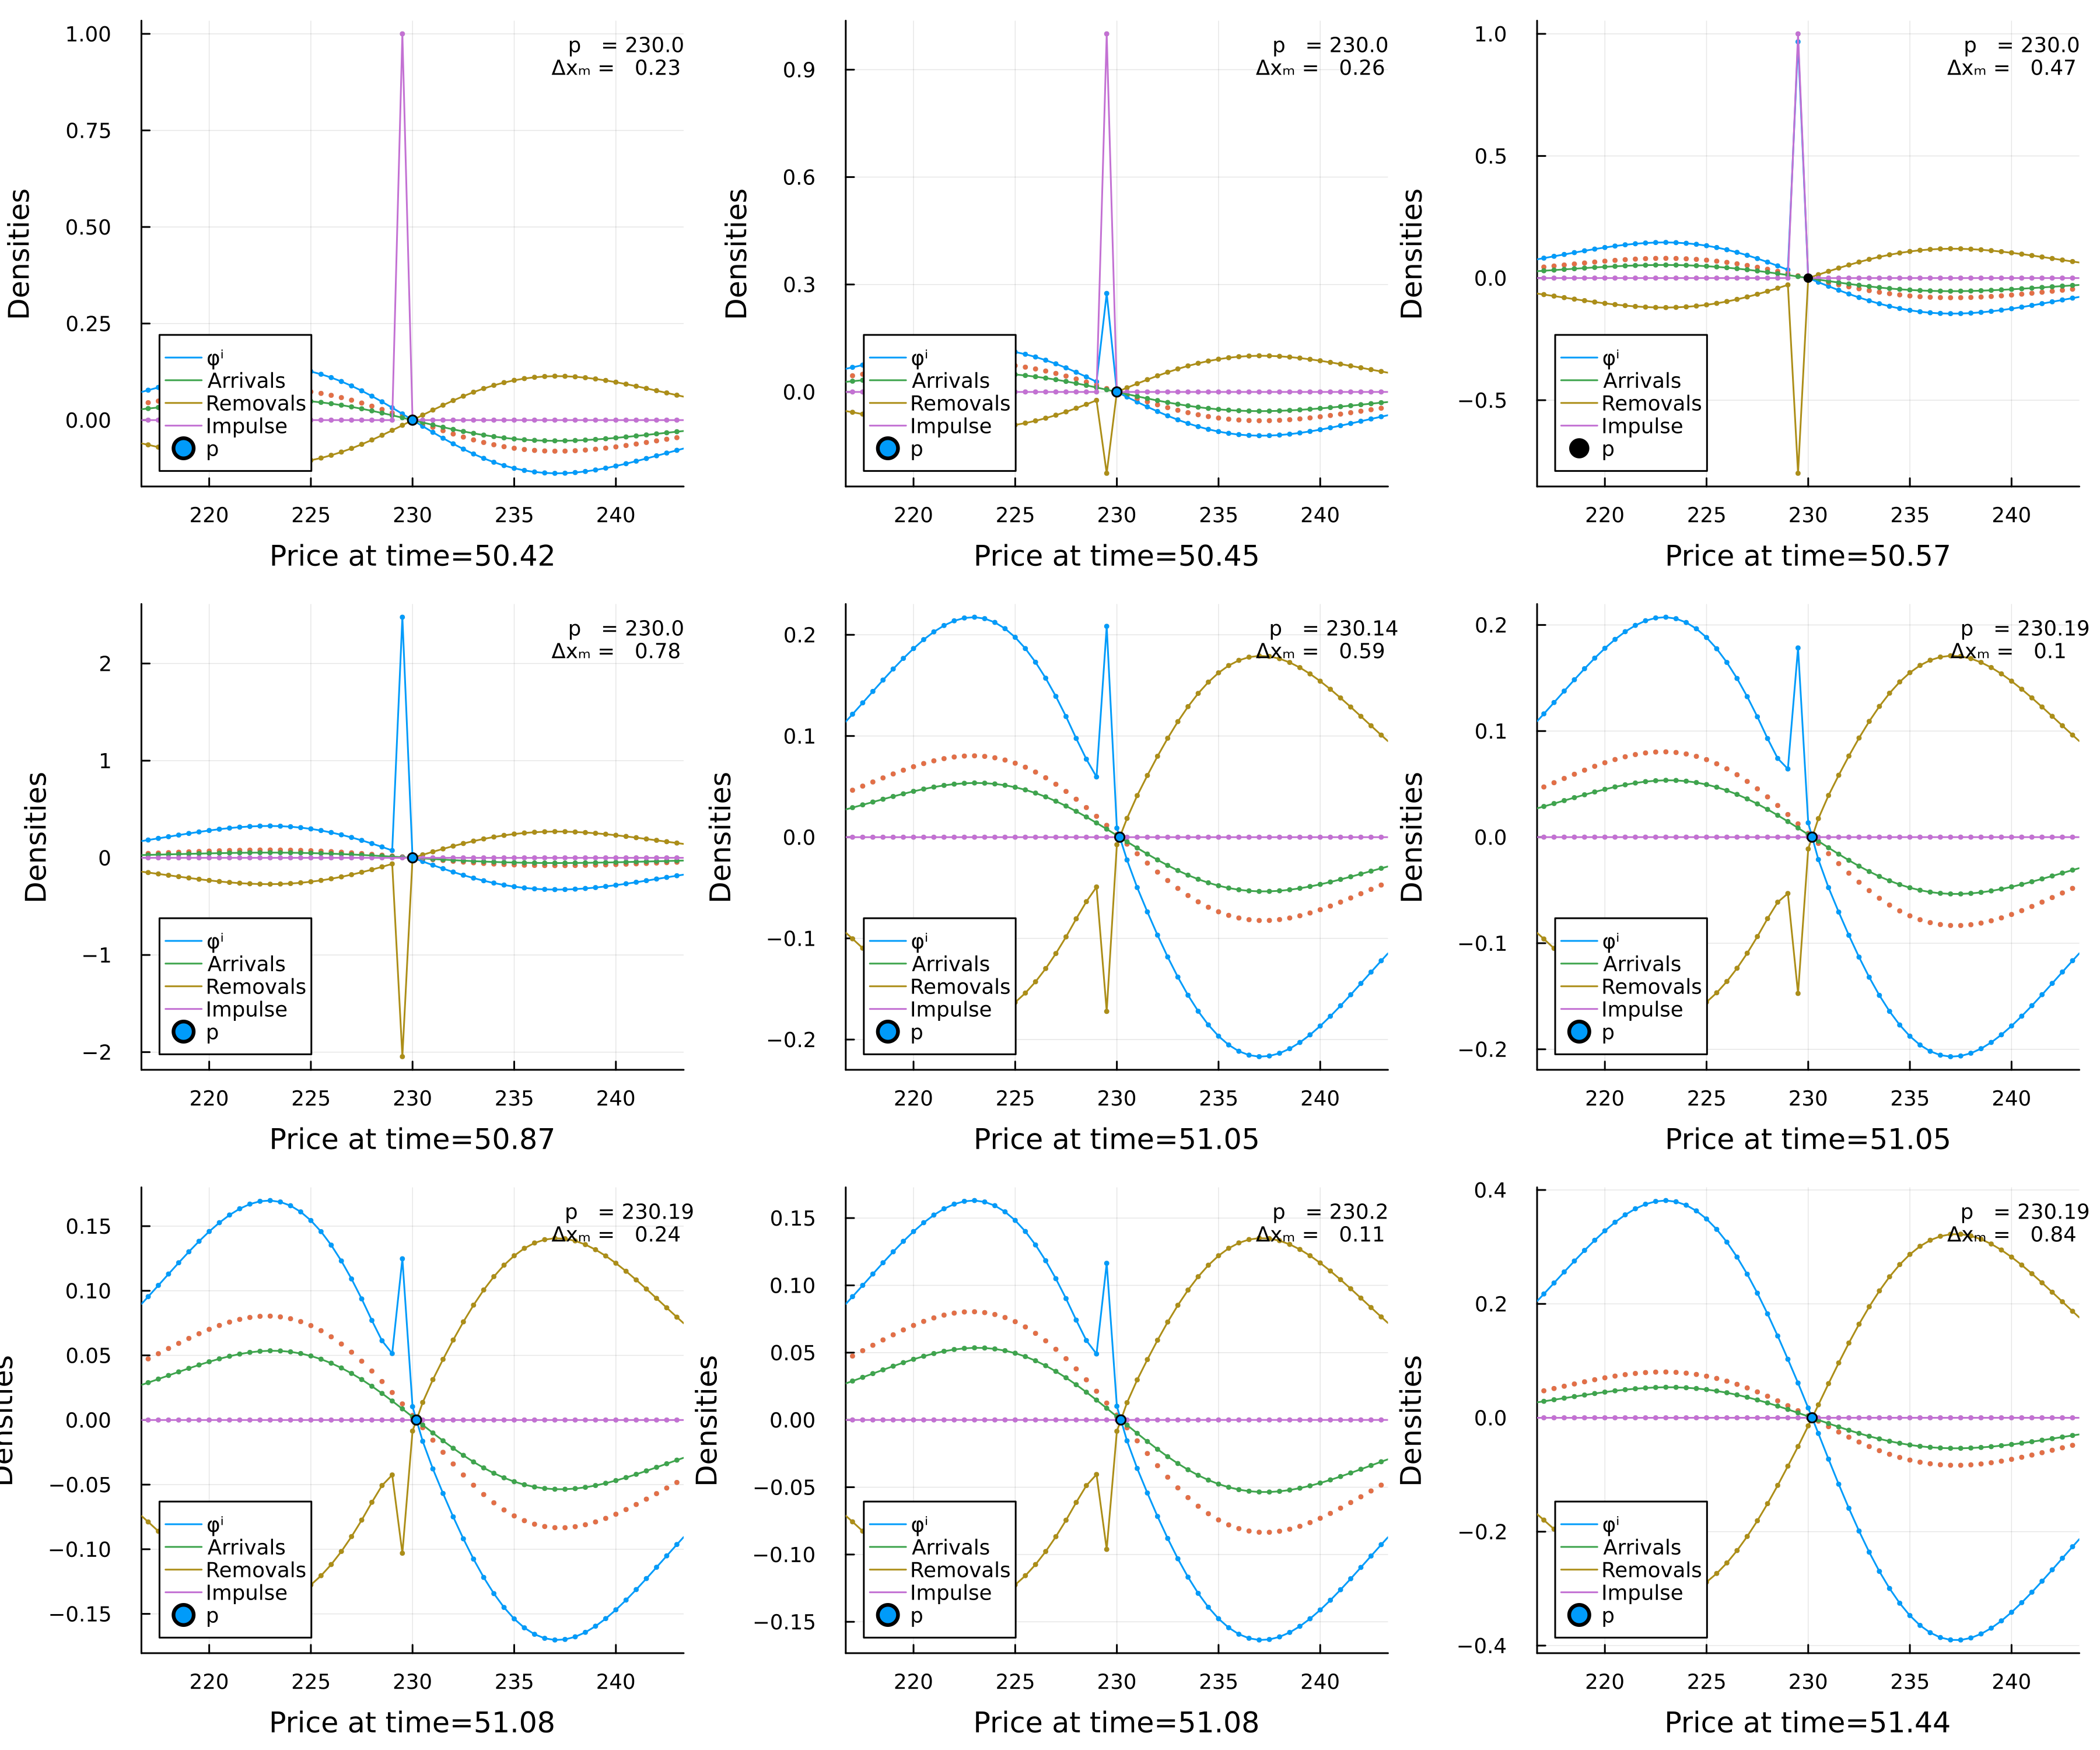 Densities
1.00
0.75
0.50
0.25
0.00
p = 230.0
Δxₘ = 0.23
φⁱ
Arrivals
Removals
Impulse
p
220 225 230 235 240
Price at time=50.42
Densities
0.9
0.6
0.3
0.0
p = 230.0
Δxₘ = 0.26
φⁱ
Arrivals
Removals
Impulse
p
220 225 230 235 240
Price at time=50.45
Densities
1.0
0.5
0.0
−0.5
p = 230.0
Δxₘ = 0.47
φⁱ
Arrivals
Removals
Impulse
p
220 225 230 235 240
Price at time=50.57
Densities
2
1
0
−1
−2
p = 230.0
Δxₘ = 0.78
φⁱ
Arrivals
Removals
Impulse
p
220 225 230 235 240
Price at time=50.87
Densities
0.2
0.1
0.0
−0.1
−0.2
p = 230.14
Δxₘ = 0.59
φⁱ
Arrivals
Removals
Impulse
p
220 225 230 235 240
Price at time=51.05
Densities
0.2
0.1
0.0
−0.1
−0.2
p = 230.19
Δxₘ = 0.1
φⁱ
Arrivals
Removals
Impulse
p
220 225 230 235 240
Price at time=51.05
Densities
0.15
0.10
0.05
0.00
−0.05
−0.10
−0.15
p = 230.19
Δxₘ = 0.24
φⁱ
Arrivals
Removals
Impulse
p
220 225 230 235 240
Price at time=51.08
Densities
0.15
0.10
0.05
0.00
−0.05
−0.10
−0.15
p = 230.2
Δxₘ = 0.11
φⁱ
Arrivals
Removals
Impulse
p
220 225 230 235 240
Price at time=51.08
Densities
0.4
0.2
0.0
−0.2
−0.4
p = 230.19
Δxₘ = 0.84
φⁱ
Arrivals
Removals
Impulse
p
220 225 230 235 240
Price at time=51.44